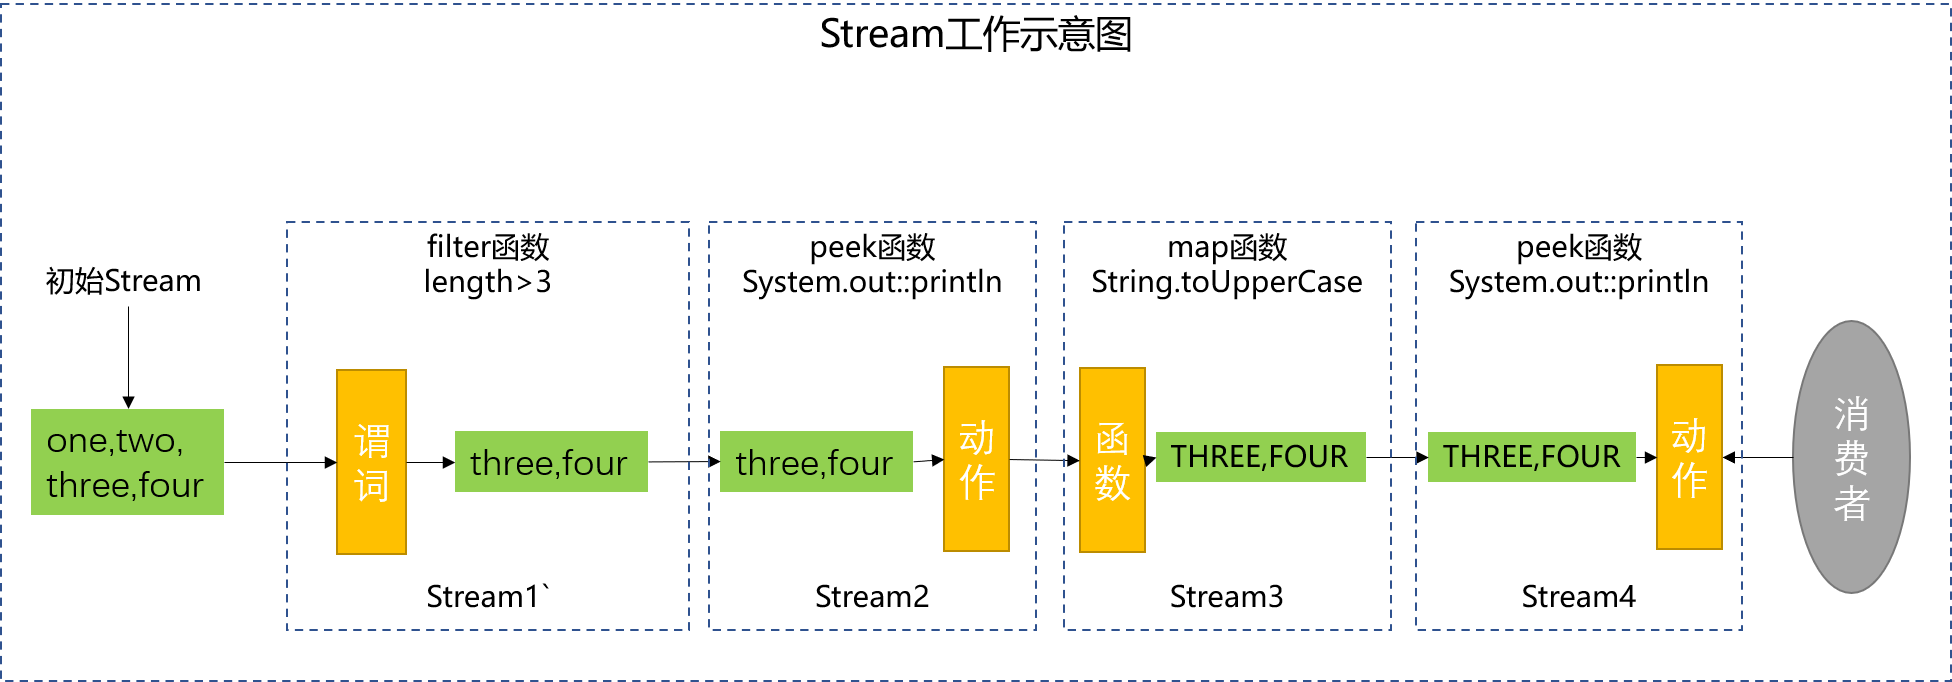 Stream工作示意图
初始Stream
one,two,
three,four
filter函数
length>3
谓
词
three,four
Stream1`
peek函数
System.out::println
three,four
动
作
Stream2
map函数
String.toUpperCase
函
数
THREE,FOUR
Stream3
peek函数
System.out::println
THREE,FOUR
动
作
Stream4
消
费
者